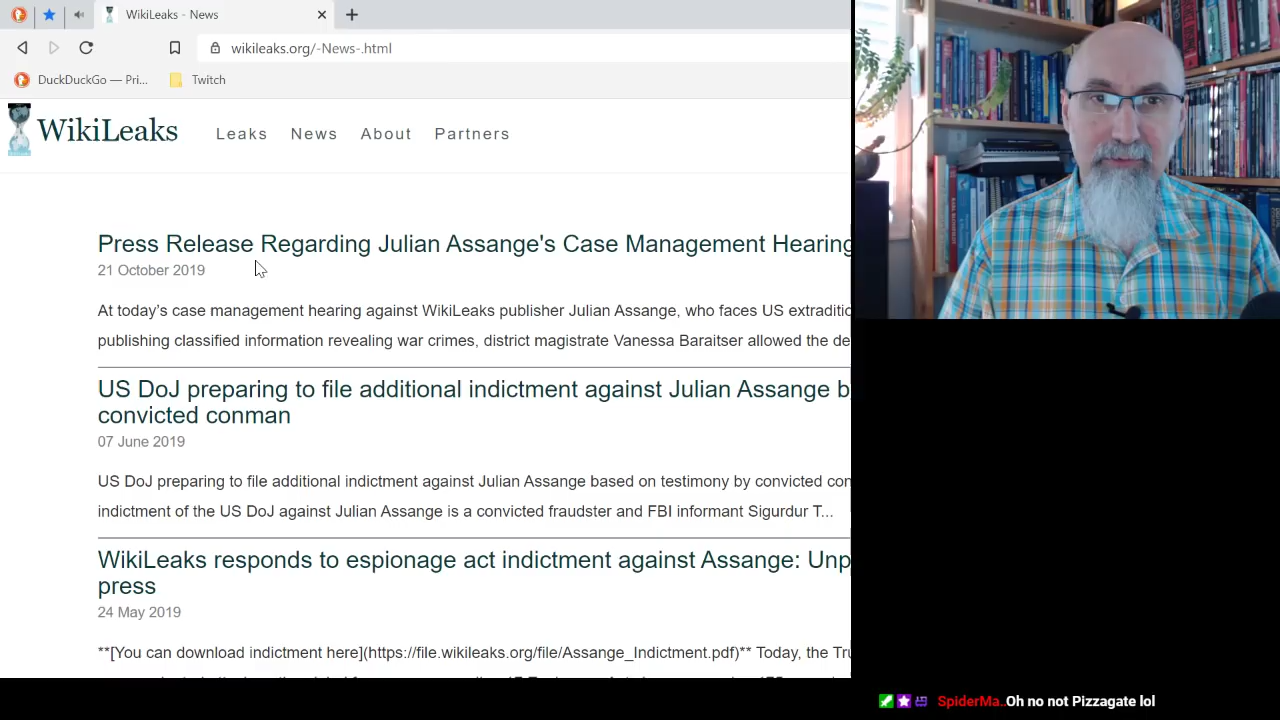 WikiLeaks - News
wikileaks.org/-News-.html
DuckDuckGo — Pri...
Twitch
WikiLeaks
Leaks
News
About
Partners
Press Release Regarding Julian Assange's Case Management Hearing
21 October 2019
At today's case management hearing against WikiLeaks publisher Julian Assange, who faces US
publishing classified information revealing war crimes, district magistrate Vanessa Baraitser allowed the
US DoJ preparing to file additional indictment against Julian Assange
convicted conman
07 June 2019
US DoJ preparing to file additional indictment against Julian Assange based on testimony by convicted
indictment of the US DoJ against Julian Assange is a convicted fraudster and FBI informant Sigurdur T...
WikiLeaks responds to espionage act indictment against Assange:
press
24 May 2019
**[You can download indictment here](https://file.wikileaks.org/file/Assange_Indictment.pdf)** Today, the
SpiderMa..Oh no not Pizzagate lol